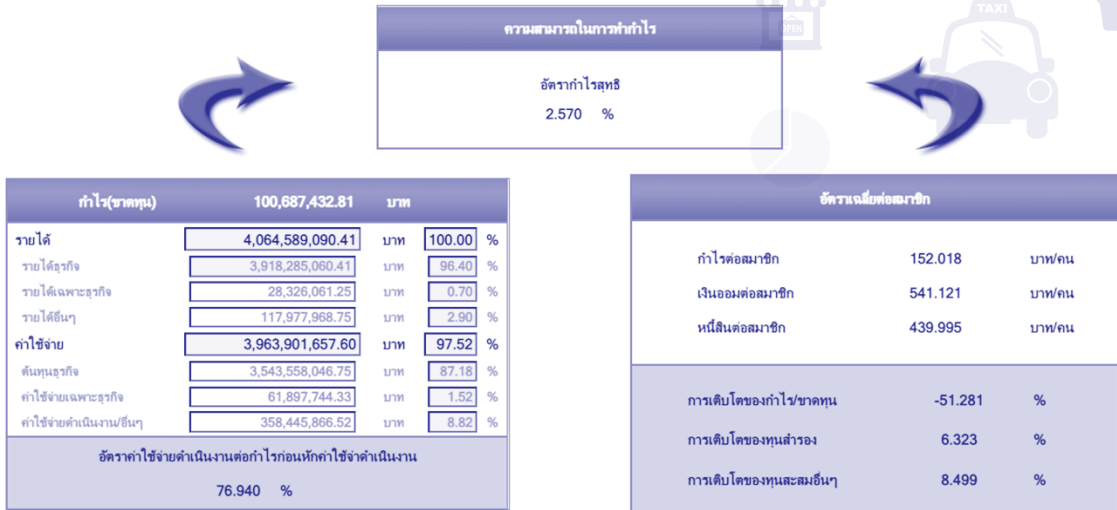 OPEN
TAXI
ความสามารถในการทำกำไร
อัตรากำไรสุทธิ
2.570 %
กำไร(ขาดทุน) 100,687,432.81 บาท
รายได้ 4,064,589,090.41 บาท 100.00 %
รายได้ธุรกิจ 3,918,285,060.41 บาท 96.40 %
รายได้เฉพาะธุรกิจ 28,326,061.25 บาท 0.70 %
รายได้อื่นๆ 117,977,968.75 บาท 2.90 %
ค่าใช้จ่าย 3,963,901,657.60 บาท 97.52 %
ต้นทุนธุรกิจ 3,543,558,046.75 บาท 87.18 %
ค่าใช้จ่ายเฉพาะธุรกิจ 61,897,744.33 บาท 1.52 %
ค่าใช้จ่ายดำเนินงาน/อื่นๆ 358,445,866.52 บาท 8.82 %
อัตราค่าใช้จ่ายดำเนินงานต่อกำไรก่อนหักค่าใช้จ่าดำเนินงาน
76.940 %
อัตราเฉลี่ยต่อสมาชิก
กำไรต่อสมาชิก 152.018 บาท/คน
เงินออมต่อสมาชิก 541.121 บาท/คน
หนี้สินต่อสมาชิก 439.995 บาท/คน
การเติบโตของกำไร/ขาดทุน -51.281 %
การเติบโตของทุนสำรอง 6.323 %
การเติบโตของทุนสะสมอื่นๆ 8.499 %